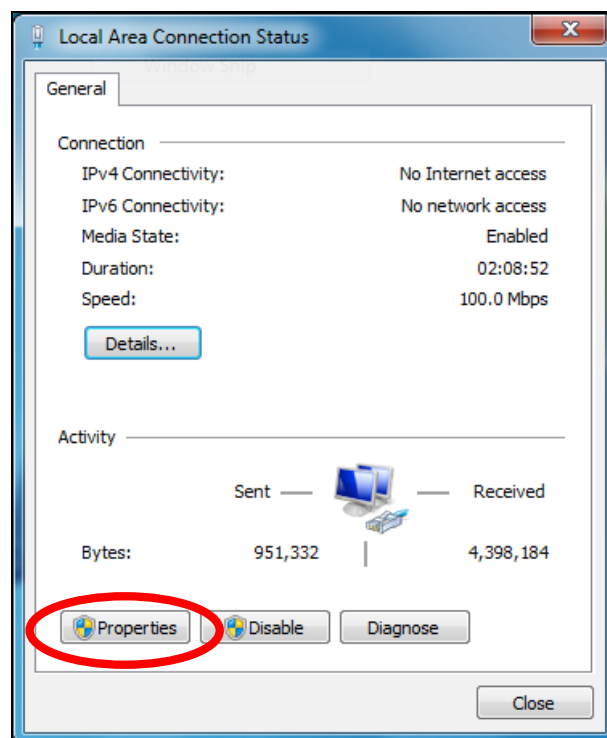 Local Area Connection Status
X
Window Snip
General
Connection
IPv4 Connectivity: No Internet access
IPv6 Connectivity: No network access
Media State: Enabled
Duration: 02:08:52
Speed: 100.0 Mbps
Details...
Activity
Sent Received
Bytes: 951,332 4,398,184
Properties Disable Diagnose
Close